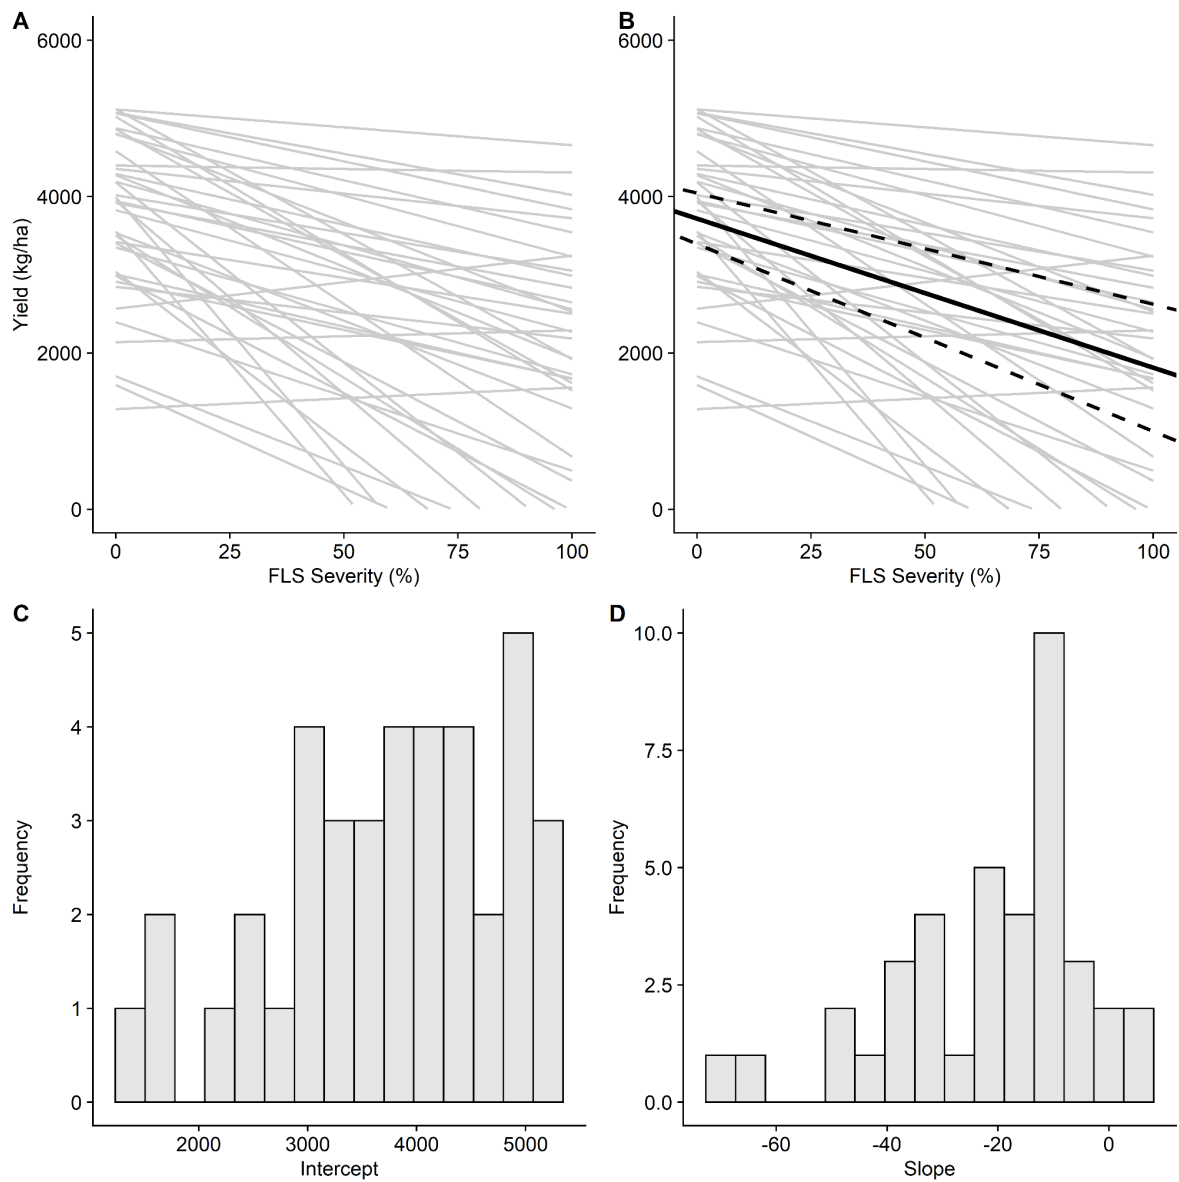 A
B
6000
4000
2000
0
Yield (kg/ha)
0 25 50 75 100
FLS Severity (%)
6000
4000
2000
0
0 25 50 75 100
FLS Severity (%)
C
D
5
4
3
2
1
0
Frequency
2000 3000 4000 5000
Intercept
10.0
7.5
5.0
2.5
0.0
Frequency
-60 -40 -20 0
Slope